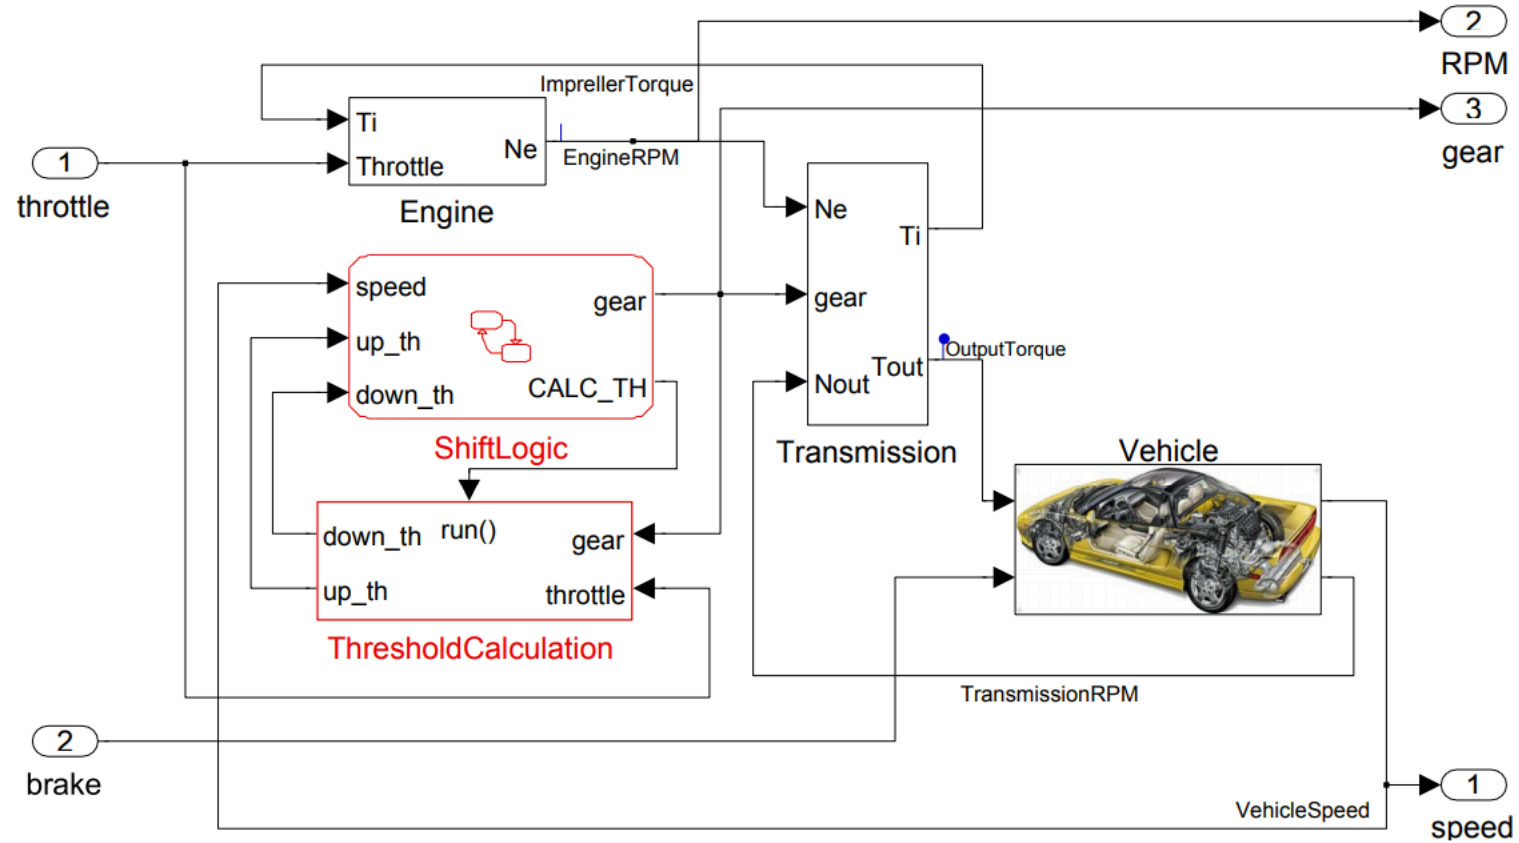 2
RPM
ImprellerTorque
Ti
Ne
EngineRPM
3
gear
1
Throttle
throttle
Engine
Ne
Ti
speed
gear
gear
up_th
OutputTorque
Tout
CALC_TH
Nout
down_th
ShiftLogic
Transmission
Vehicle
down_th
run()
gear
up_th
throttle
ThresholdCalculation
TransmissionRPM
2
brake
1
VehicleSpeed
speed